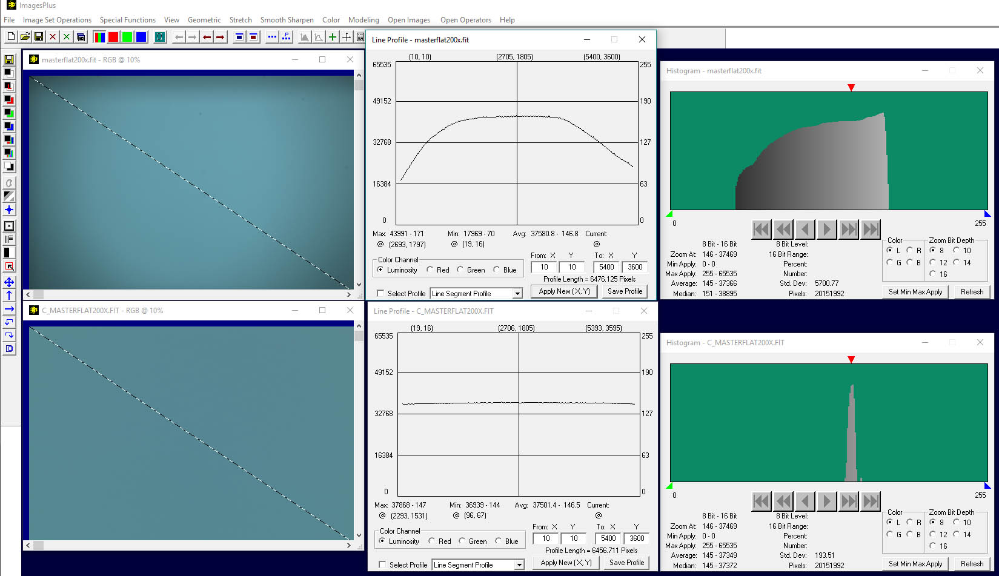 ImagesPlus
File Image Set Operations Special Functions View Geometric Stretch Smooth Sharpen Color Modeling Open Images Open Operators Help
masterflat200x.fit - RGB @ 10%
Line Profile - masterflat200x.fit
(10, 10) (2705, 1805) (5400, 3600)
65535 255
49152 190
32768 127
16384 63
0 0
Max: 43991 - 171 Min: 17969 - 70 Avg: 37580.8 - 146.8 Current:
@ (2693, 1797) @ (19, 16) @
From: X Y To: X Y
Color Channel
10 10 5400 3600
Luminosity Red Green Blue
Profile Length = 6476.125 Pixels
Select Profile Line Segment Profile Apply New ( X, Y ) Save Profile
Histogram - masterflat200x.fit
0 255
8 Bit - 16 Bit 8 Bit Level:
Zoom At: 146 - 37469 16 Bit Range:
Min Apply: 0 - 0 Percent:
Max Apply: 255 - 65535 Number:
Average: 145 - 37366 Std. Dev: 5700.77
Median: 151 - 38895 Pixels: 20151992
Color Zoom Bit Depth
L R 8 10
G B 12 14
16
Set Min Max Apply Refresh
C_MASTERFLAT200X.FIT - RGB @ 10%
Line Profile - C_MASTERFLAT200X.FIT
(19, 16) (2706, 1805) (5393, 3595)
65535 255
49152 190
32768 127
16384 63
0 0
Max: 37868 - 147 Min: 36939 - 144 Avg: 37501.4 - 146.5 Current:
@ (2293, 1531) @ (96, 67) @
From: X Y To: X Y
Color Channel
10 10 5400 3600
Luminosity Red Green Blue
Profile Length = 6456.711 Pixels
Select Profile Line Segment Profile Apply New ( X, Y ) Save Profile
Histogram - C_MASTERFLAT200X.FIT
0 255
8 Bit - 16 Bit 8 Bit Level:
Zoom At: 146 - 37469 16 Bit Range:
Min Apply: 0 - 0 Percent:
Max Apply: 255 - 65535 Number:
Average: 145 - 37349 Std. Dev: 193.51
Median: 145 - 37372 Pixels: 20151992
Color Zoom Bit Depth
L R 8 10
G B 12 14
16
Set Min Max Apply Refresh